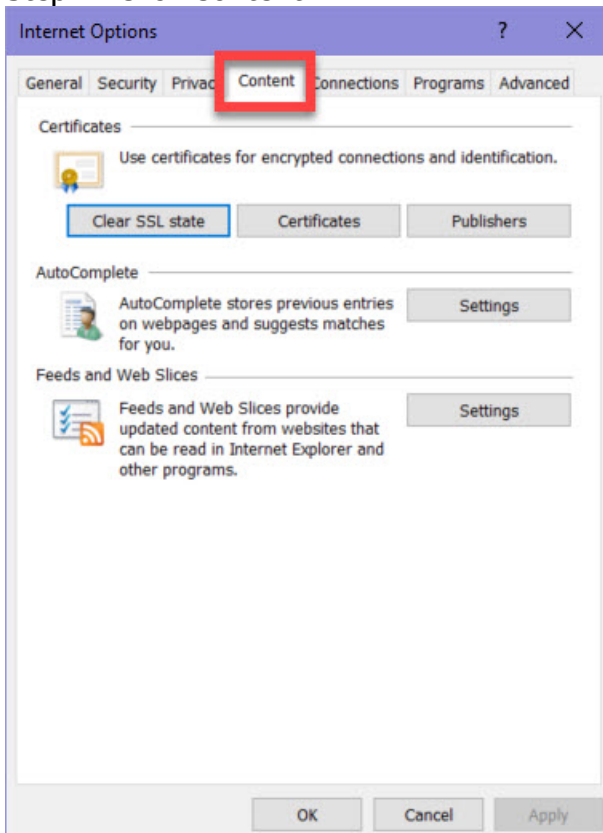 Internet Options ?
General Security Privac Content onnections Programs Advanced
Certificates
Use certificates for encrypted connections and identification.
Clear SSL state Certificates Publishers
AutoComplete
AutoComplete stores previous entries
on webpages and suggests matches
for you.
Settings
Feeds and Web Slices
Feeds and Web Slices provide
updated content from websites that
can be read in Internet Explorer and
other programs.
Settings
OK Cancel Apply